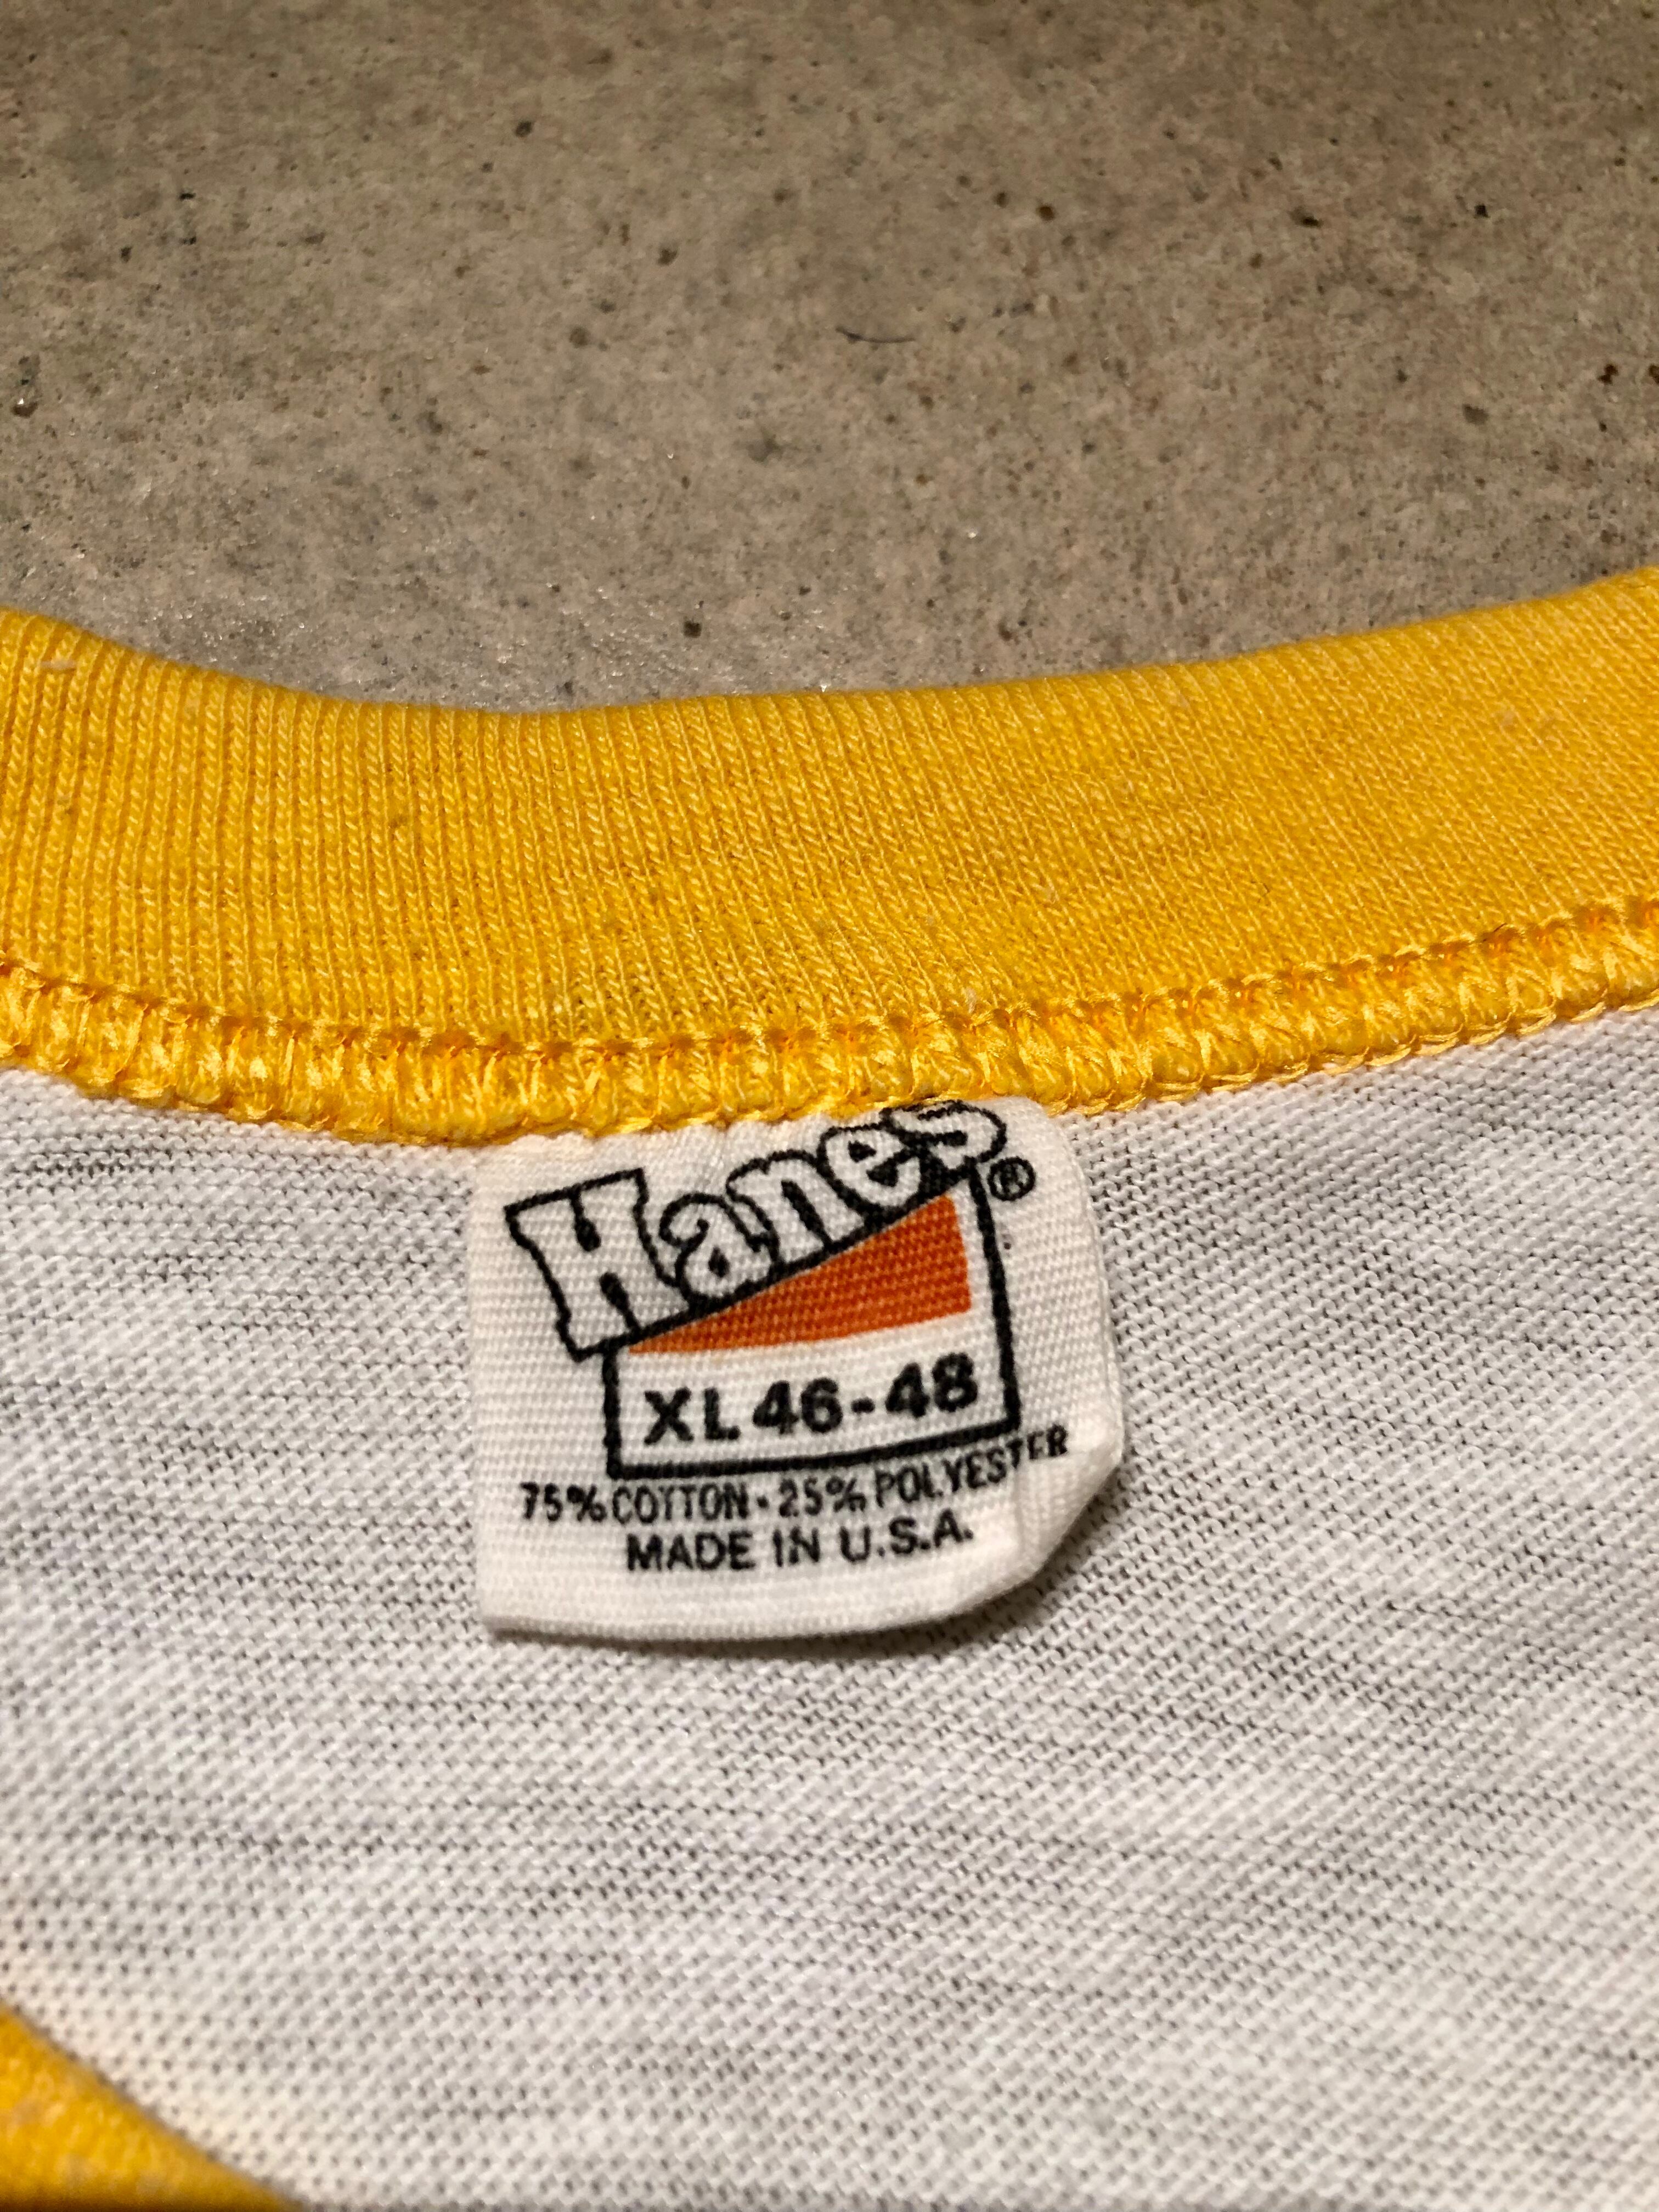 Hanes®
XL 46-48
75% COTTON · 25% POLYESTER
MADE IN U.S.A.